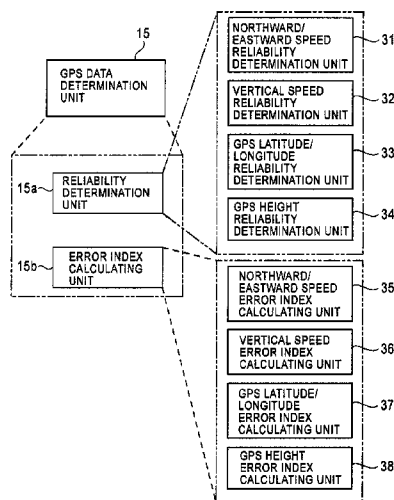 15
GPS DATA
DETERMINATION
UNIT
15a
RELIABILITY
DETERMINATION
UNIT
15b
ERROR INDEX
CALCULATING
UNIT
NORTHWARD/
EASTWARD SPEED
RELIABILITY
DETERMINATION UNIT
31
VERTICAL SPEED
RELIABILITY
DETERMINATION UNIT
32
GPS LATITUDE/
LONGITUDE
RELIABILITY
DETERMINATION UNIT
33
GPS HEIGHT
RELIABILITY
DETERMINATION UNIT
34
NORTHWARD/
EASTWARD SPEED
ERROR INDEX
CALCULATING UNIT
35
VERTICAL SPEED
ERROR INDEX
CALCULATING UNIT
36
GPS LATITUDE/
LONGITUDE
ERROR INDEX
CALCULATING UNIT
37
GPS HEIGHT
ERROR INDEX
CALCULATING UNIT
38